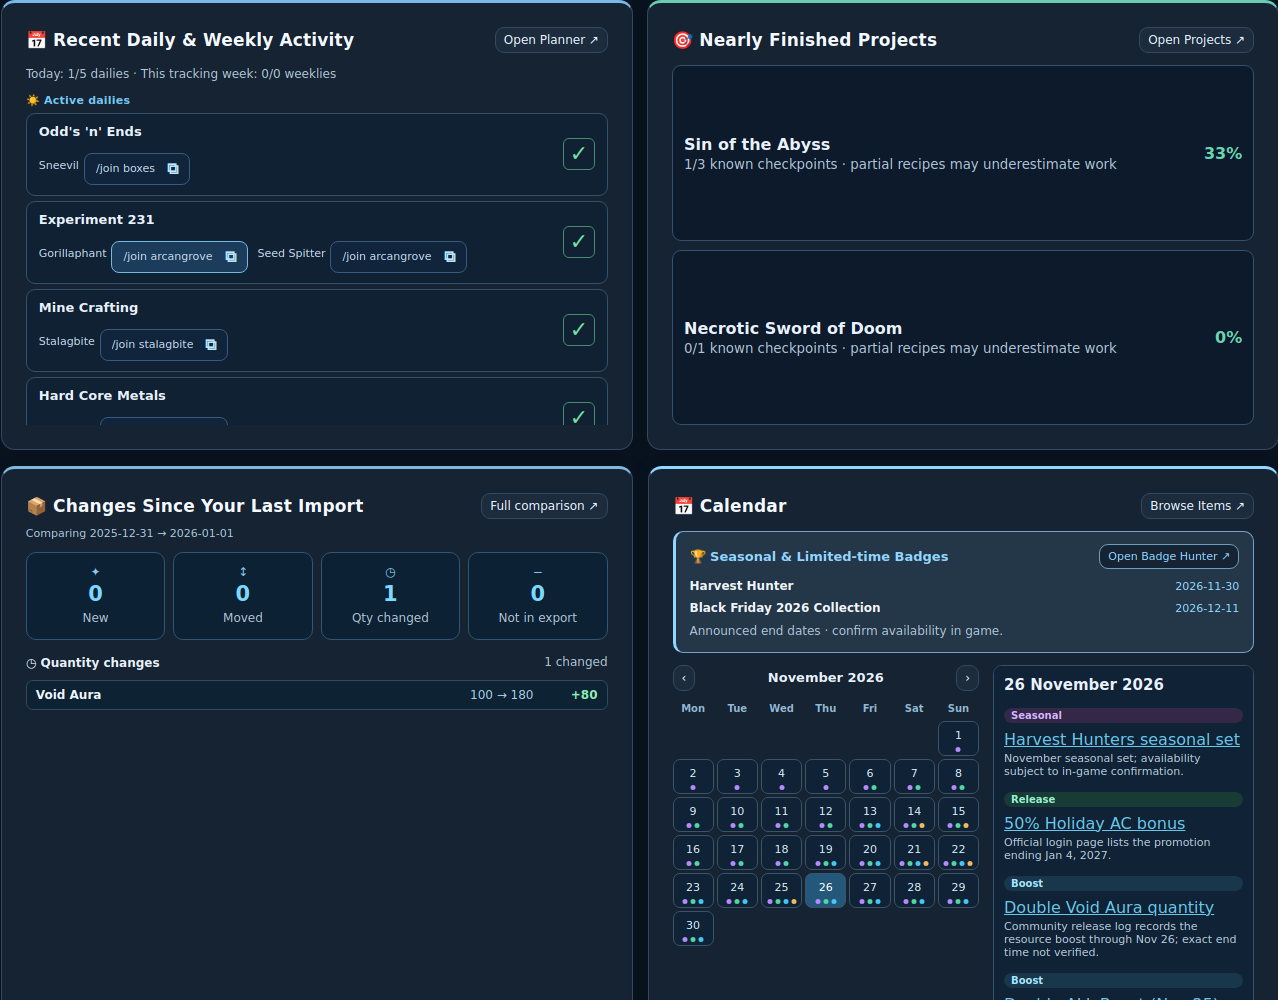 📅 Recent Daily & Weekly Activity
Open Planner ↗
Today: 1/5 dailies · This tracking week: 0/0 weeklies
☀️ Active dailies
Odd's 'n' Ends
Sneevil /join boxes ⧉
✓
Experiment 231
Gorillaphant /join arcangrove ⧉ Seed Spitter /join arcangrove ⧉
✓
Mine Crafting
Stalagbite /join stalagbite ⧉
✓
Hard Core Metals
✓
🎯 Nearly Finished Projects
Open Projects ↗
Sin of the Abyss
1/3 known checkpoints · partial recipes may underestimate work
33%
Necrotic Sword of Doom
0/1 known checkpoints · partial recipes may underestimate work
0%
📦 Changes Since Your Last Import
Full comparison ↗
Comparing 2025-12-31 → 2026-01-01
✦
0
New
↕
0
Moved
◷
1
Qty changed
−
0
Not in export
◷ Quantity changes
1 changed
Void Aura 100 → 180 +80
📅 Calendar
Browse Items ↗
🏆 Seasonal & Limited-time Badges
Open Badge Hunter ↗
Harvest Hunter 2026-11-30
Black Friday 2026 Collection 2026-12-11
Announced end dates · confirm availability in game.
‹ November 2026 ›
Mon Tue Wed Thu Fri Sat Sun
1
2 3 4 5 6 7 8
9 10 11 12 13 14 15
16 17 18 19 20 21 22
23 24 25 26 27 28 29
30
26 November 2026
Seasonal
Harvest Hunters seasonal set
November seasonal set; availability
subject to in-game confirmation.
Release
50% Holiday AC bonus
Official login page lists the promotion
ending Jan 4, 2027.
Boost
Double Void Aura quantity
Community release log records the
resource boost through Nov 26; exact end
time not verified.
Boost